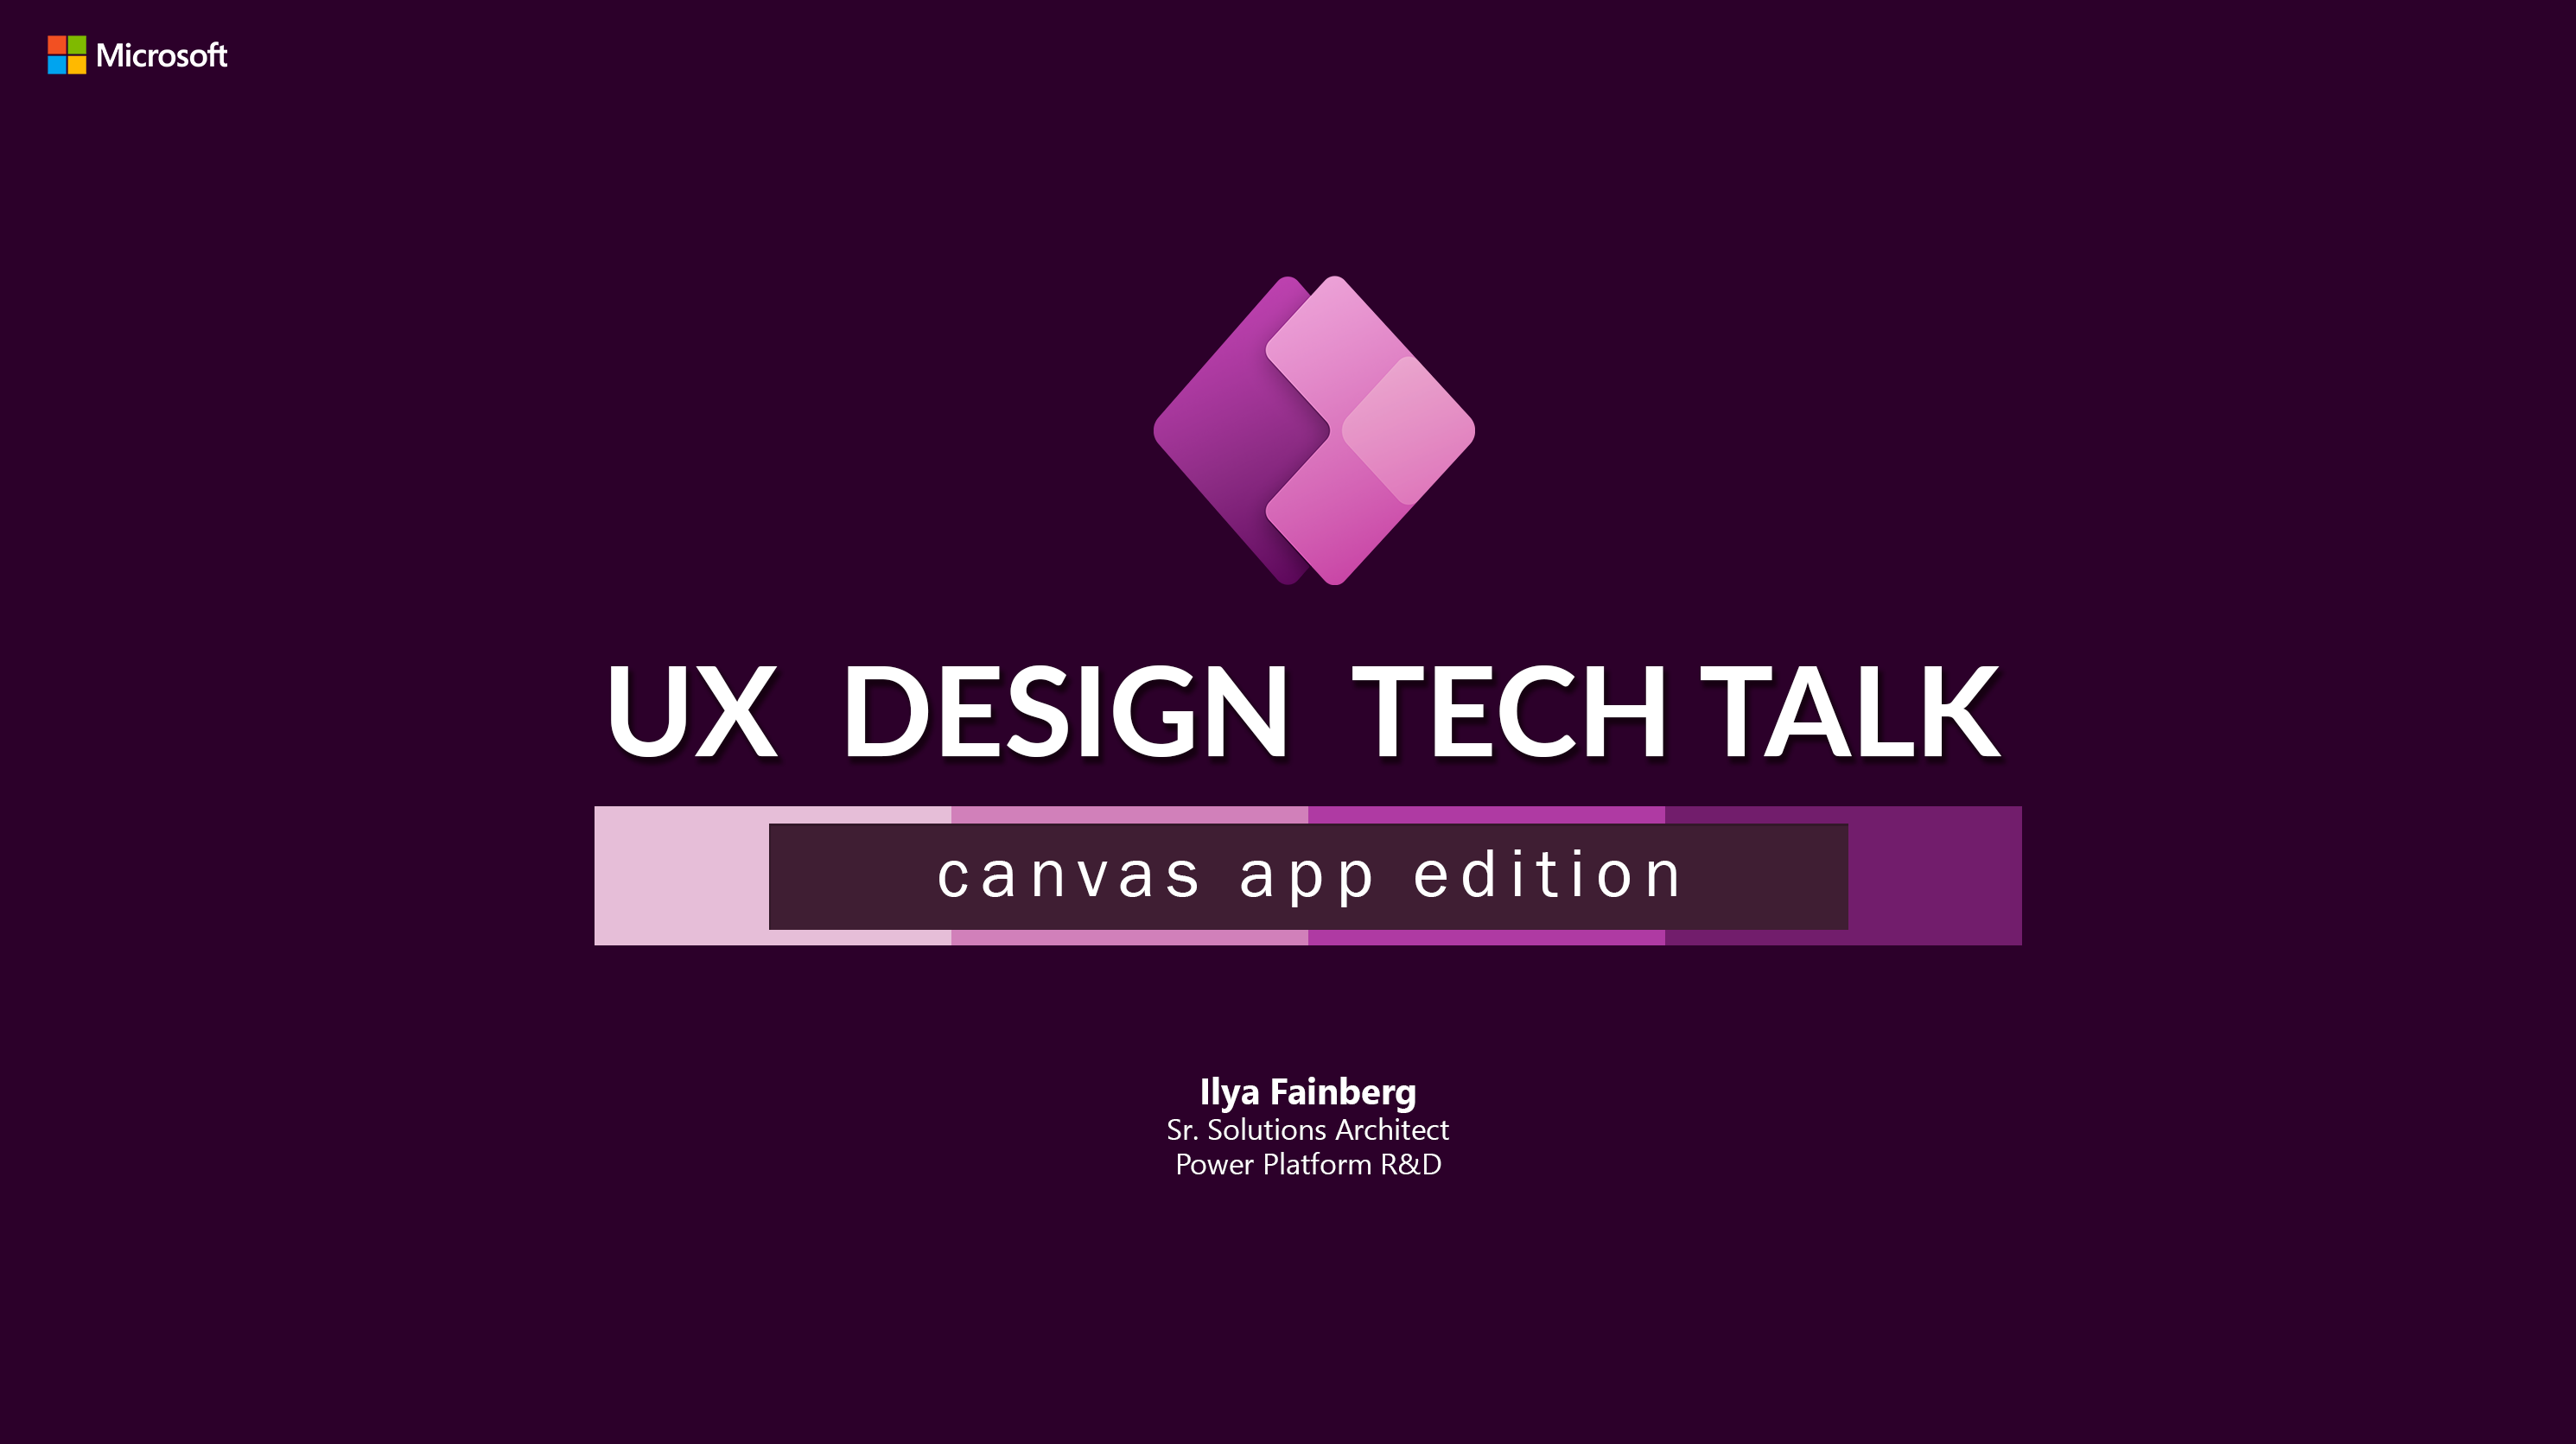 Microsoft
UX DESIGN TECH TALK
canvas app edition
Ilya Fainberg
Sr. Solutions Architect
Power Platform R&D